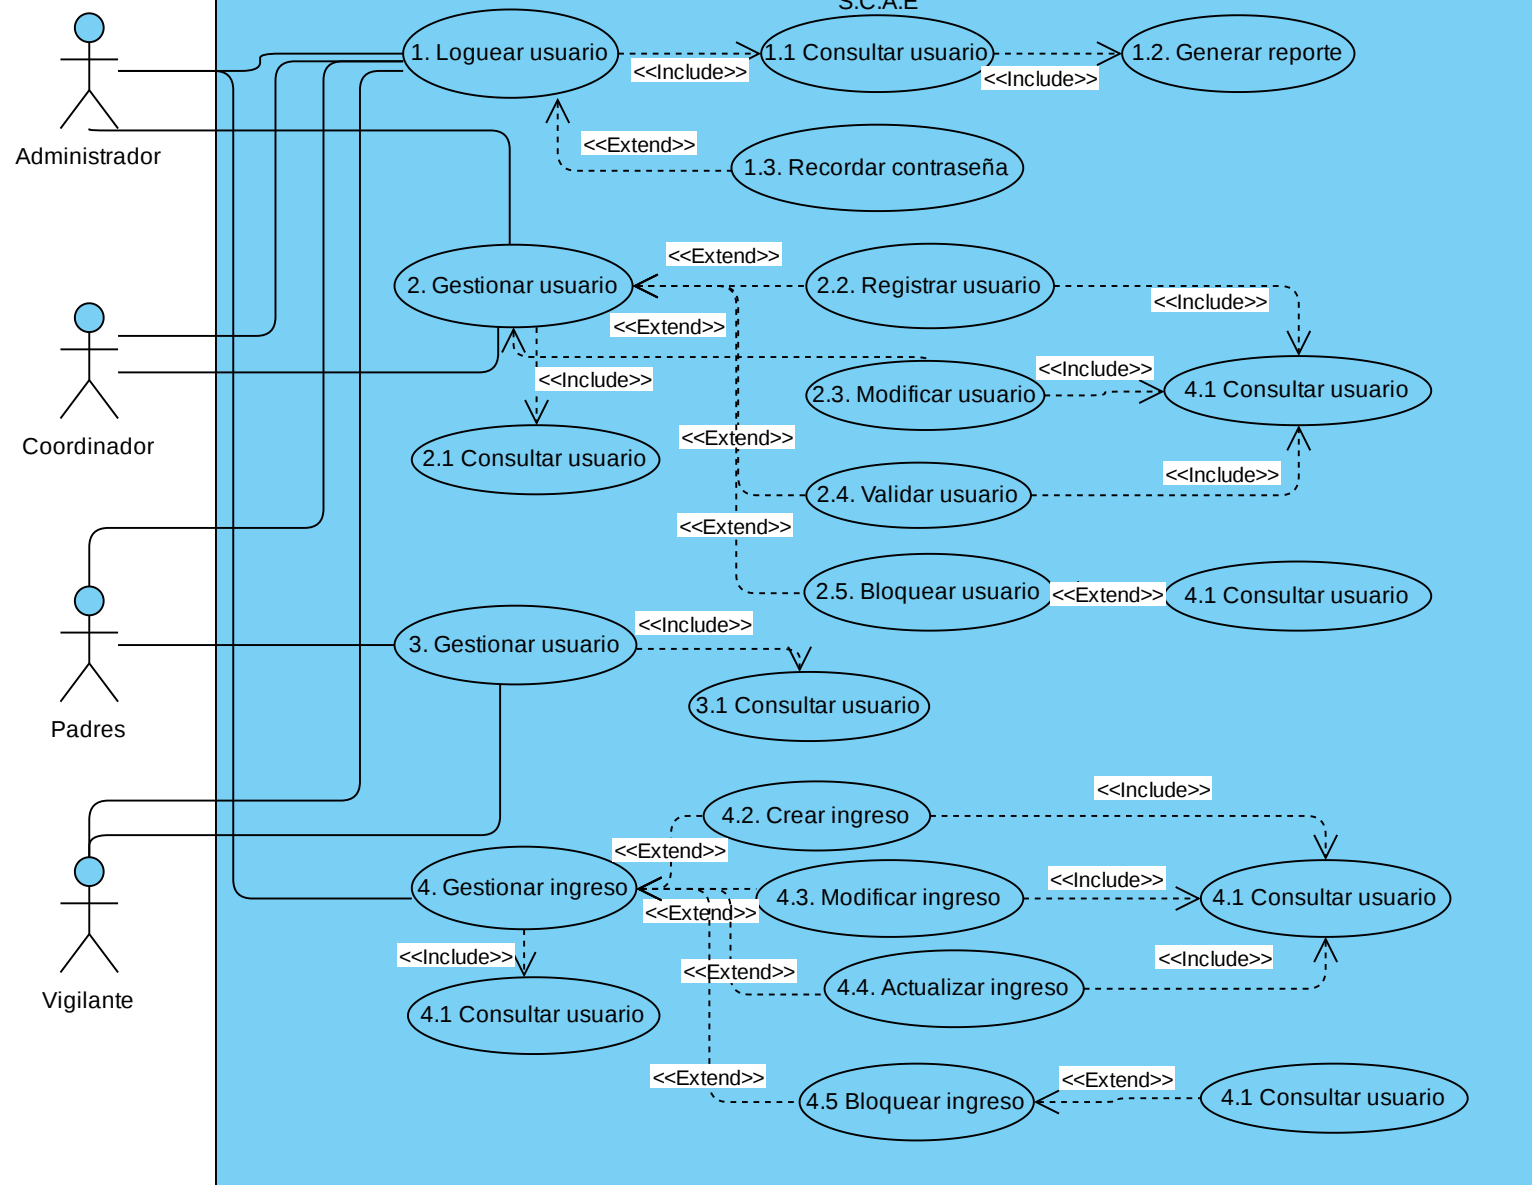 S.C.A.E
1. Loguear usuario
<<Include>>
1.1 Consultar usuario
<<Include>>
1.2. Generar reporte
Administrador
<<Extend>>
1.3. Recordar contraseña
<<Extend>>
2. Gestionar usuario
2.2. Registrar usuario
<<Include>>
<<Extend>>
<<Include>>
2.3. Modificar usuario
<<Include>>
4.1 Consultar usuario
Coordinador
2.1 Consultar usuario
<<Extend>>
2.4. Validar usuario
<<Include>>
<<Extend>>
2.5. Bloquear usuario
<<Extend>>
4.1 Consultar usuario
3. Gestionar usuario
<<Include>>
3.1 Consultar usuario
Padres
4.2. Crear ingreso
<<Include>>
<<Extend>>
4. Gestionar ingreso
<<Extend>>
4.3. Modificar ingreso
<<Include>>
4.1 Consultar usuario
<<Include>>
<<Extend>>
4.4. Actualizar ingreso
<<Include>>
Vigilante
4.1 Consultar usuario
<<Extend>>
4.5 Bloquear ingreso
<<Extend>>
4.1 Consultar usuario